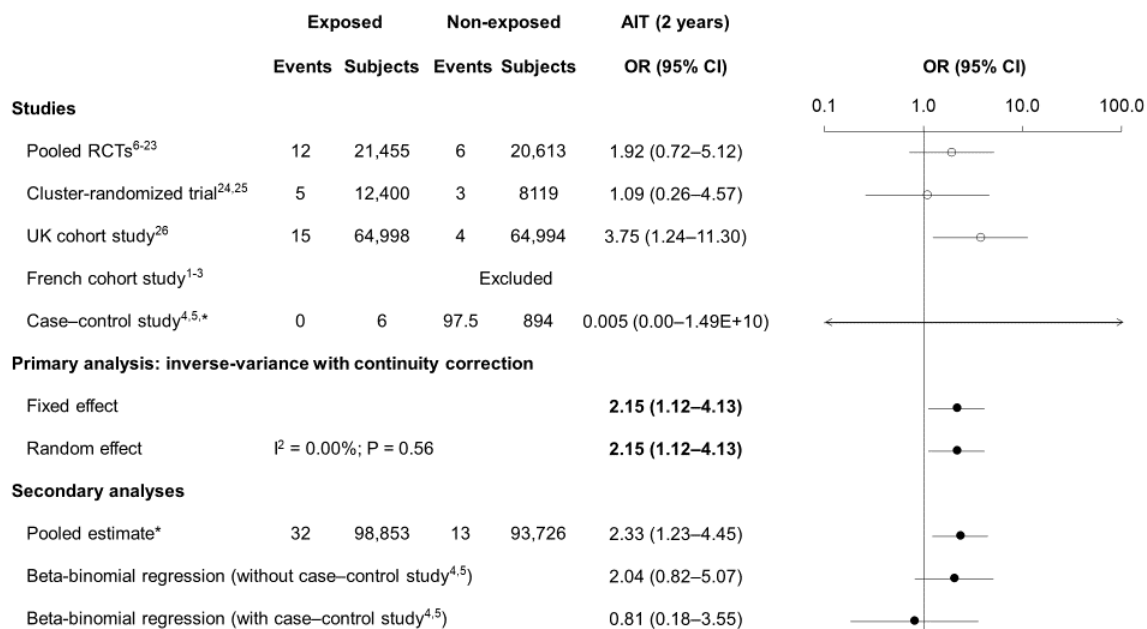 Exposed Non-exposed AIT (2 years)
Events Subjects Events Subjects OR (95% CI) OR (95% CI)
Studies 0.1 1.0 10.0 100.0
Pooled RCTs6-23 12 21,455 6 20,613 1.92 (0.72–5.12)
Cluster-randomized trial24,25 5 12,400 3 8119 1.09 (0.26–4.57)
UK cohort study26 15 64,998 4 64,994 3.75 (1.24–11.30)
French cohort study1-3 Excluded
Case–control study4,5,* 0 6 97.5 894 0.005 (0.00–1.49E+10)
Primary analysis: inverse-variance with continuity correction
Fixed effect 2.15 (1.12–4.13)
Random effect I2 = 0.00%; P = 0.56 2.15 (1.12–4.13)
Secondary analyses
Pooled estimate* 32 98,853 13 93,726 2.33 (1.23–4.45)
Beta-binomial regression (without case–control study4,5) 2.04 (0.82–5.07)
Beta-binomial regression (with case–control study4,5) 0.81 (0.18–3.55)